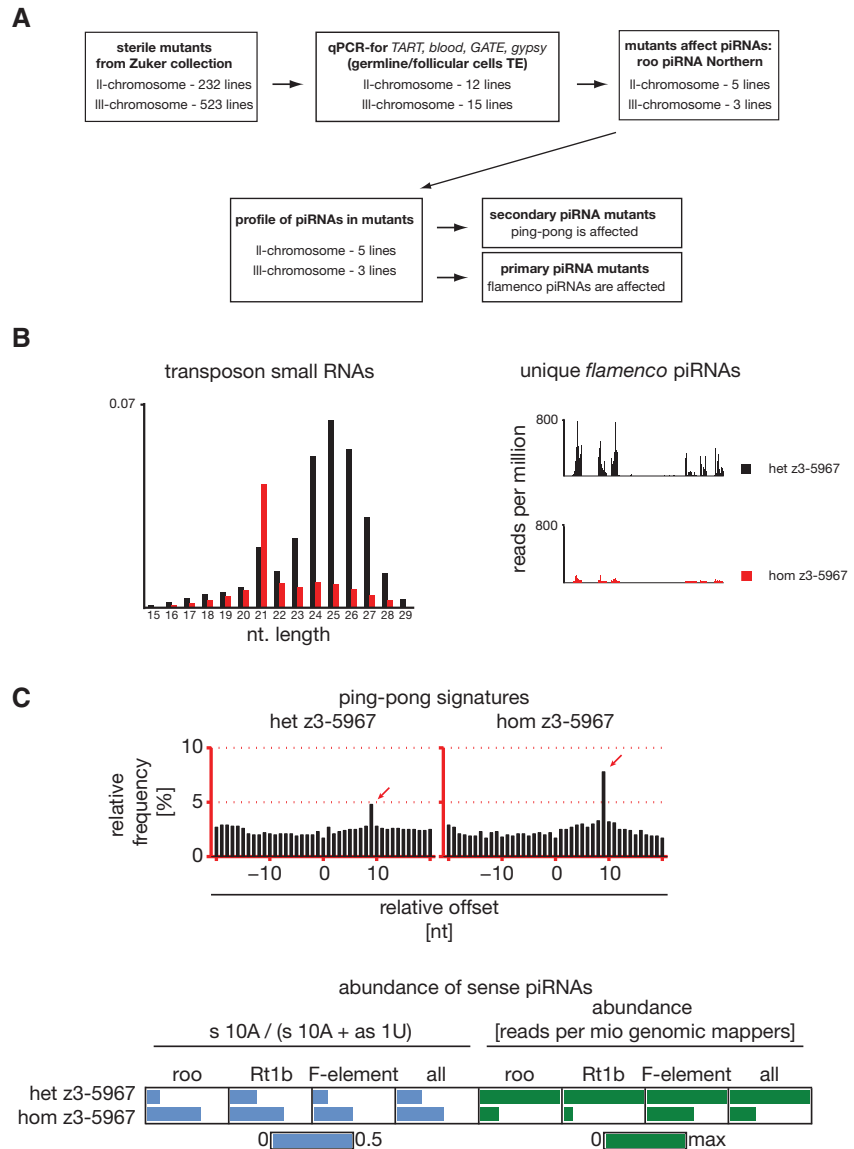 A
sterile mutants
from Zuker collection
II-chromosome - 232 lines
III-chromosome - 523 lines
qPCR-for TART, blood, GATE, gypsy
(germline/follicular cells TE)
II-chromosome - 12 lines
III-chromosome - 15 lines
mutants affect piRNAs:
roo piRNA Northern
II-chromosome - 5 lines
III-chromosome - 3 lines
profile of piRNAs in mutants
II-chromosome - 5 lines
III-chromosome - 3 lines
secondary piRNA mutants
ping-pong is affected
primary piRNA mutants
flamenco piRNAs are affected
B
transposon small RNAs
0.07
15 16 17 18 19 20 21 22 23 24 25 26 27 28 29
nt. length
unique flamenco piRNAs
reads per million
800
het z3-5967
800
hom z3-5967
C
ping-pong signatures
het z3-5967 hom z3-5967
relative
frequency
[%]
10
5
0
−10 0 10 −10 0 10
relative offset
[nt]
abundance of sense piRNAs
s 10A / (s 10A + as 1U)
abundance
[reads per mio genomic mappers]
roo Rt1b F-element all roo Rt1b F-element all
het z3-5967
hom z3-5967
0 0.5 0 max